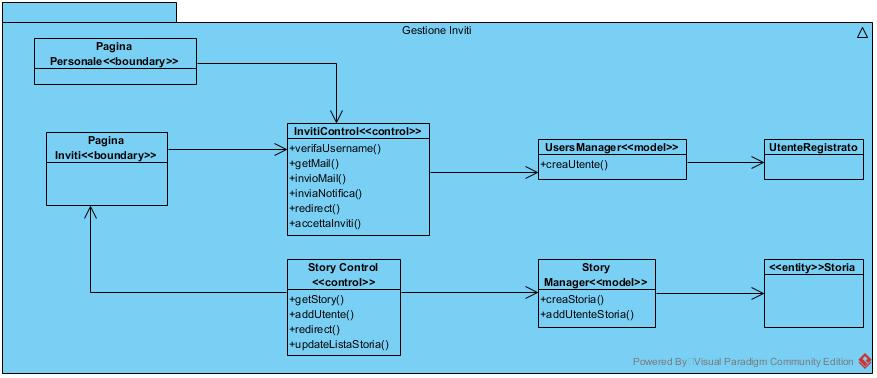 Gestione Inviti
Pagina
Personale<<boundary>>
Pagina
Inviti<<boundary>>
InvitiControl<<control>>
+verifaUsername()
+getMail()
+invioMail()
+inviaNotifica()
+redirect()
+accettaInviti()
UsersManager<<model>>
+creaUtente()
UtenteRegistrato
Story Control
<<control>>
+getStory()
+addUtente()
+redirect()
+updateListaStoria()
Story
Manager<<model>>
+creaStoria()
+addUtenteStoria()
<<entity>>Storia
Powered By Visual Paradigm Community Edition